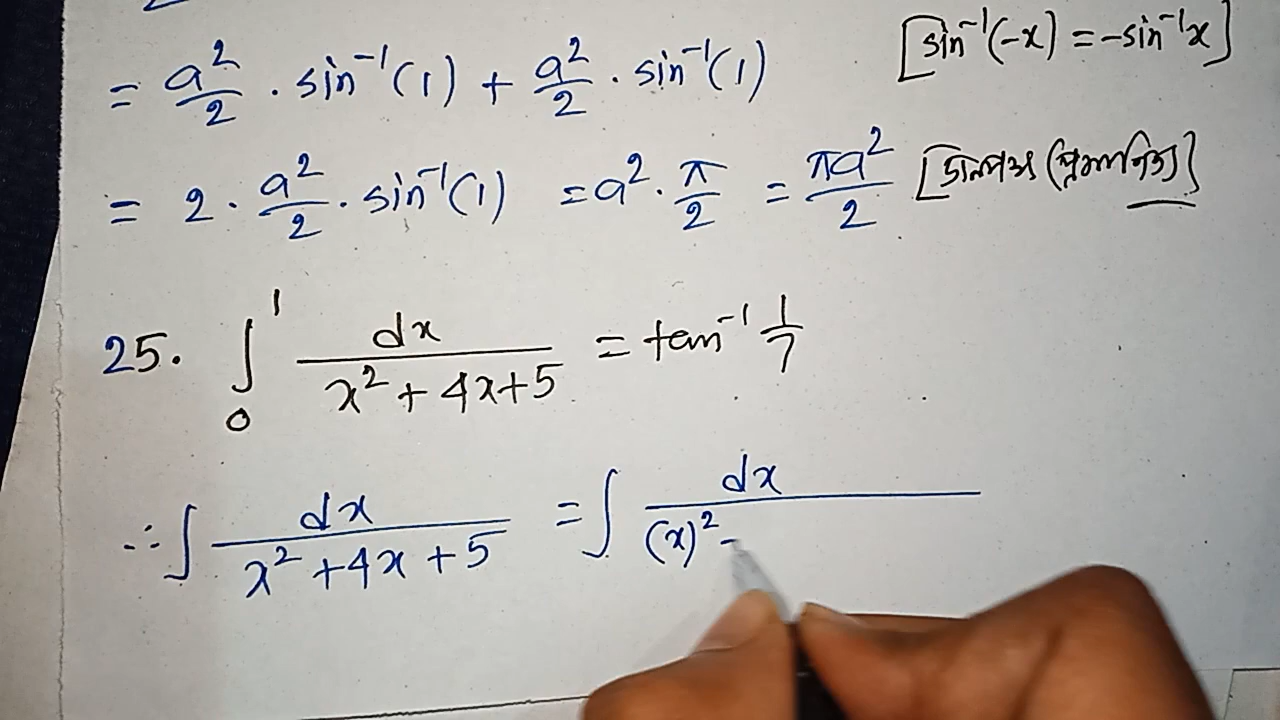 [sin⁻¹(-x) = -sin⁻¹x]
= a²/2 . sin⁻¹(1) + a²/2 . sin⁻¹(1)
= 2 . a²/2 . sin⁻¹(1) = a² . π/2 = πa²/2 [ডানপক্ষ (প্রমাণিত)]
25. ∫₀¹ dx/(x² + 4x + 5) = tan⁻¹ 1/7
∴ ∫ dx/(x² + 4x + 5) = ∫ dx/(x)²